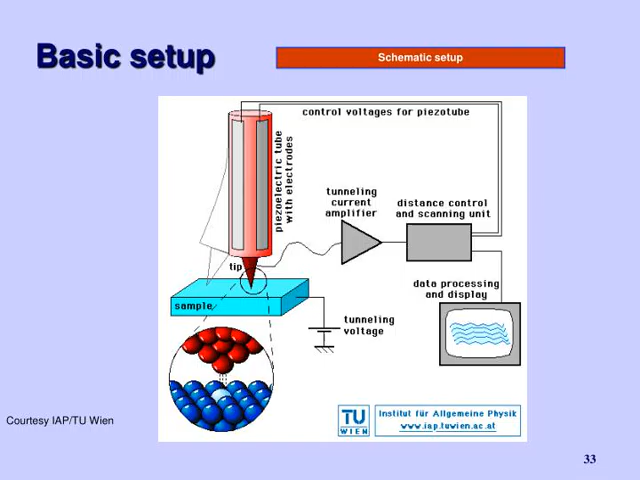 Basic setup
Schematic setup
control voltages for piezotube
piezoelectric tube
with electrodes
tunneling
current
amplifier
distance control
and scanning unit
tip
data processing
and display
sample
tunneling
voltage
TU
WIEN
Institut für Allgemeine Physik
www.iap.tuwien.ac.at
Courtesy IAP/TU Wien
33